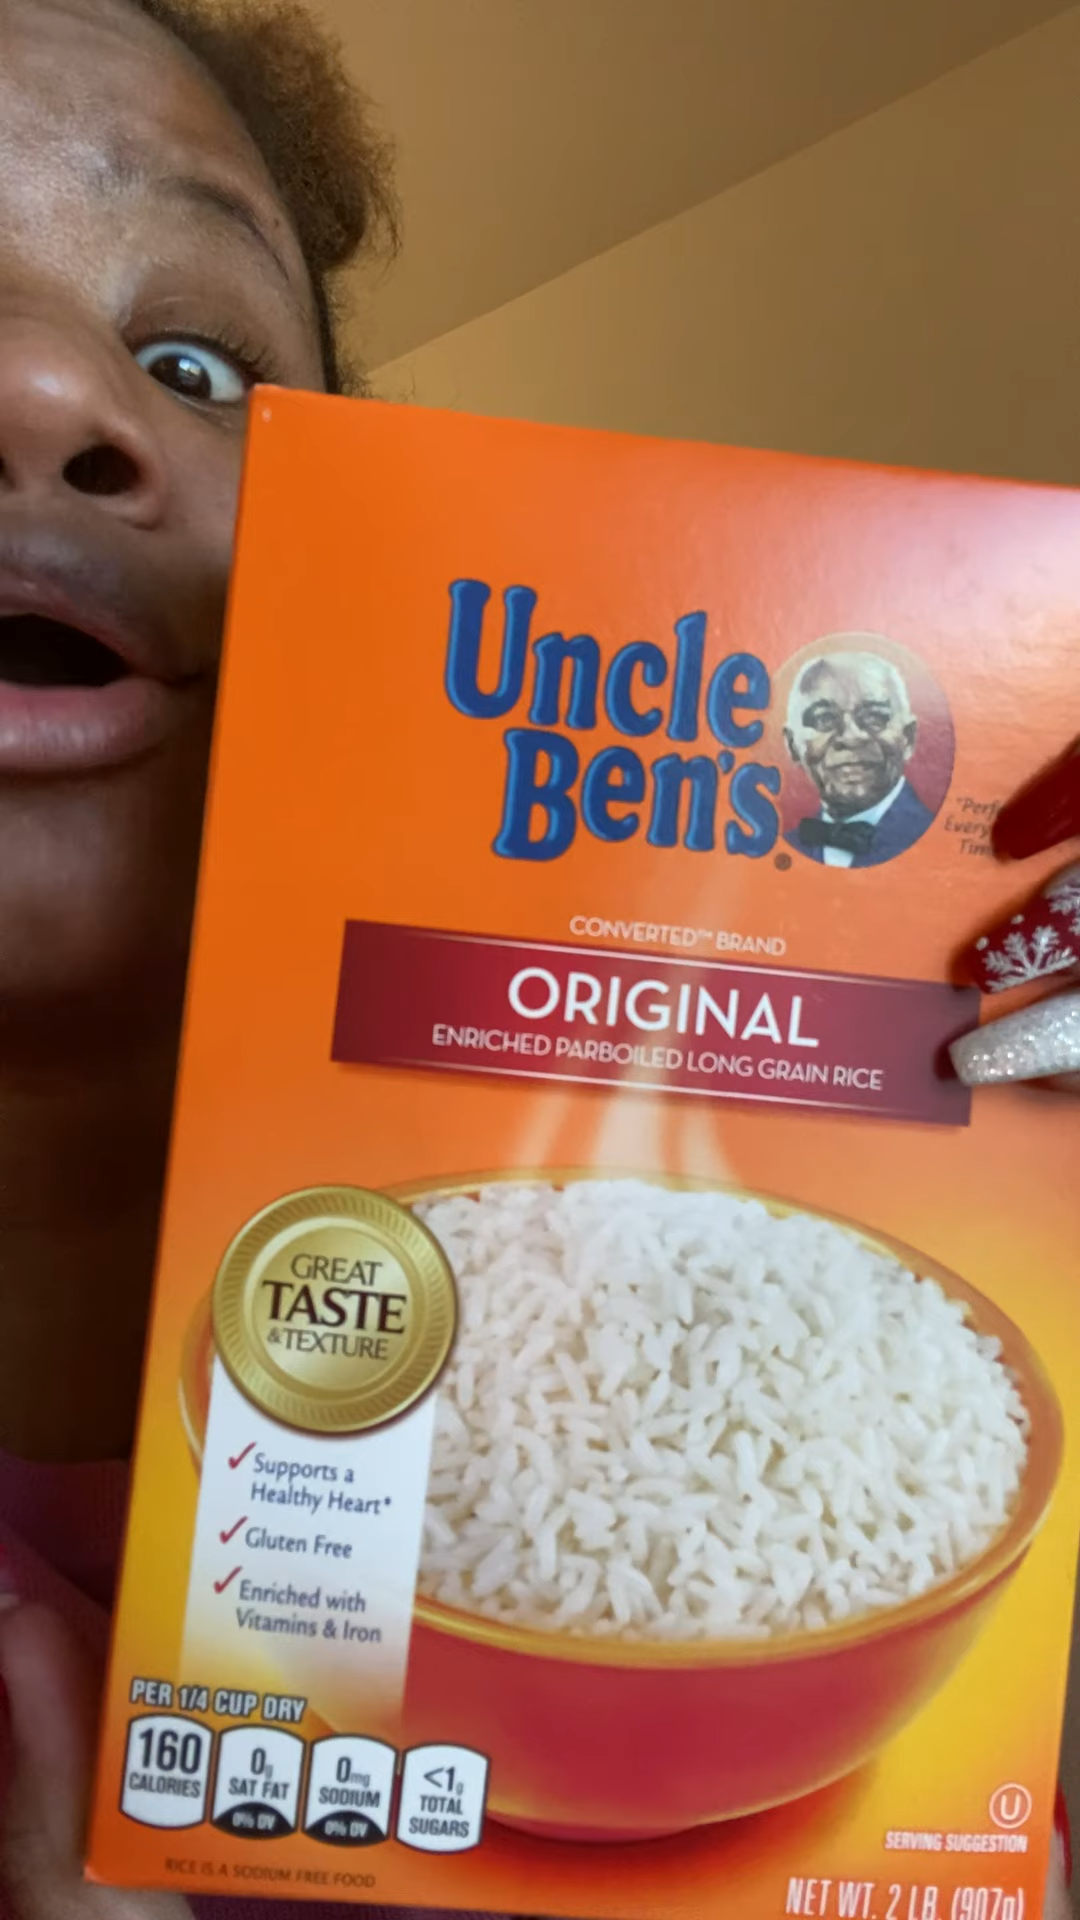 Uncle
Ben's®
Every
CONVERTED™ BRAND
ORIGINAL
ENRICHED PARBOILED LONG GRAIN RICE
GREAT
TASTE
& TEXTURE
Supports a
Healthy Heart*
Gluten Free
Enriched with
Vitamins & Iron
PER 1/4 CUP DRY
160
CALORIES
0g
SAT FAT
0% DV
0mg
SODIUM
0% DV
<1g
TOTAL
SUGARS
RICE IS A SODIUM FREE FOOD
U
SERVING SUGGESTION
NET WT. 2 LB. (907g)